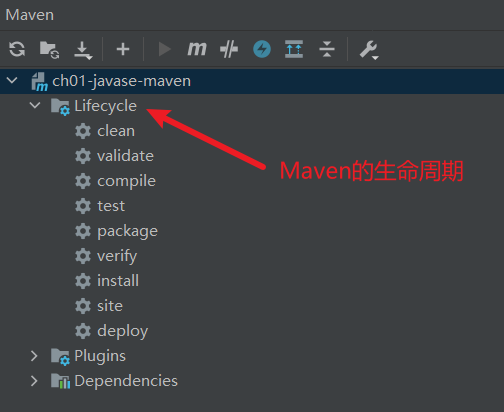 Maven
ch01-javase-maven
Lifecycle
clean
validate
Maven的生命周期
compile
test
package
verify
install
site
deploy
Plugins
Dependencies